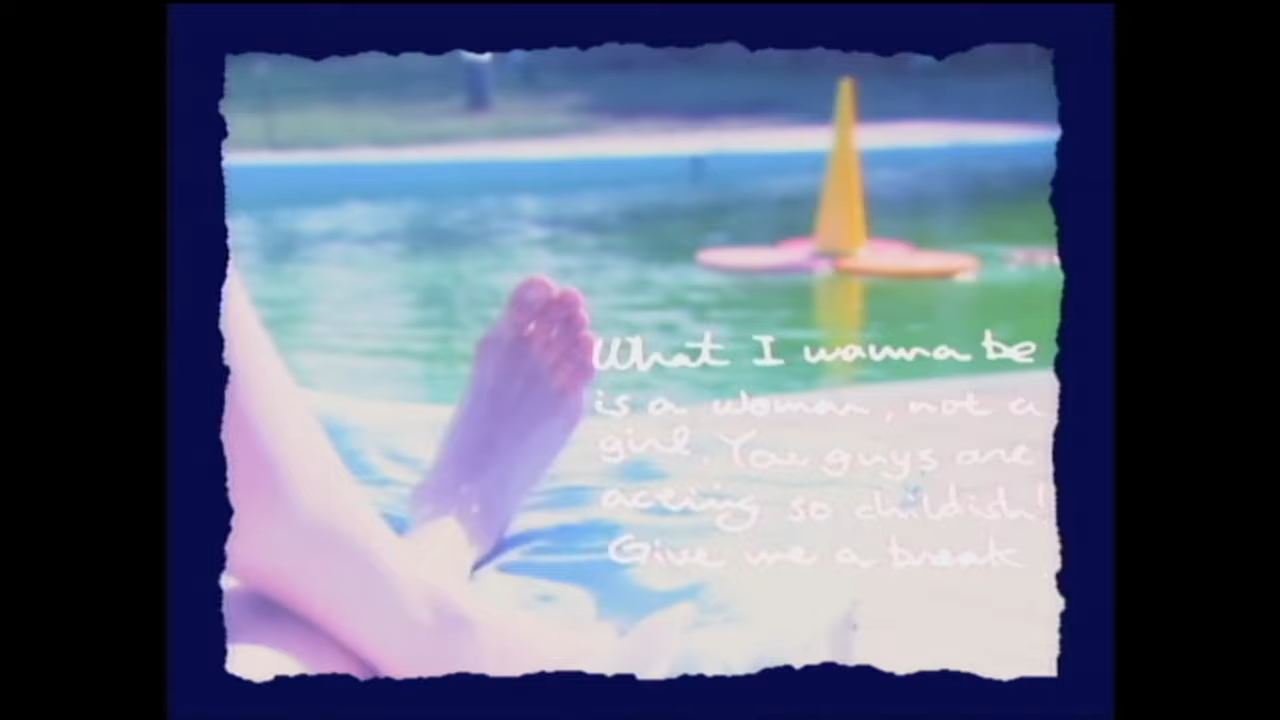 What I wanna be
is a woman, not a
girl. You guys are
acting so childish!
Give me a break